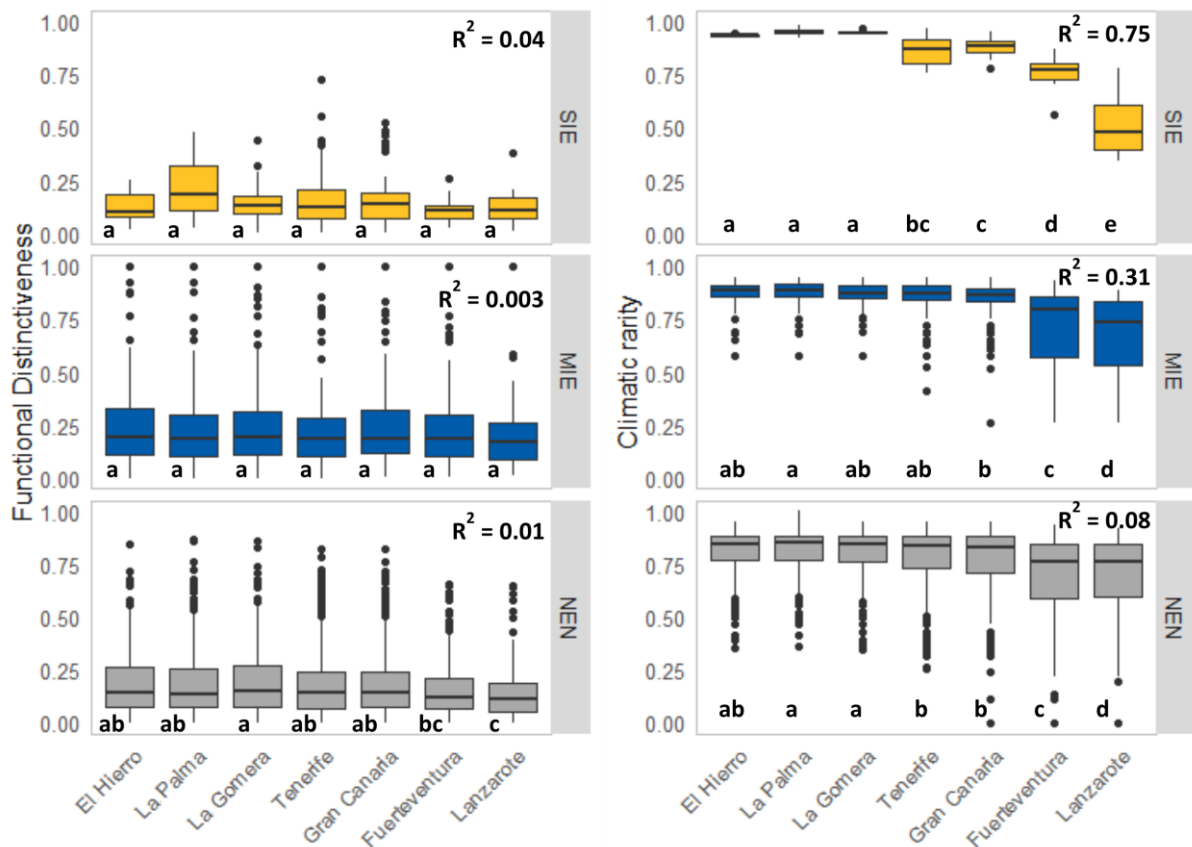 Functional Distinctiveness
1.00
0.75
0.50
0.25
0.00
R² = 0.04
a a a a a a a
SIE
1.00
0.75
0.50
0.25
0.00
R² = 0.003
a a a a a a a
MIE
1.00
0.75
0.50
0.25
0.00
R² = 0.01
ab ab a ab ab bc c
NEN
El Hierro
La Palma
La Gomera
Tenerife
Gran Canaria
Fuerteventura
Lanzarote
Climatic rarity
1.00
0.75
0.50
0.25
0.00
R² = 0.75
a a a bc c d e
SIE
1.00
0.75
0.50
0.25
0.00
R² = 0.31
ab a ab ab b c d
MIE
1.00
0.75
0.50
0.25
0.00
R² = 0.08
ab a a b b c d
NEN
El Hierro
La Palma
La Gomera
Tenerife
Gran Canaria
Fuerteventura
Lanzarote